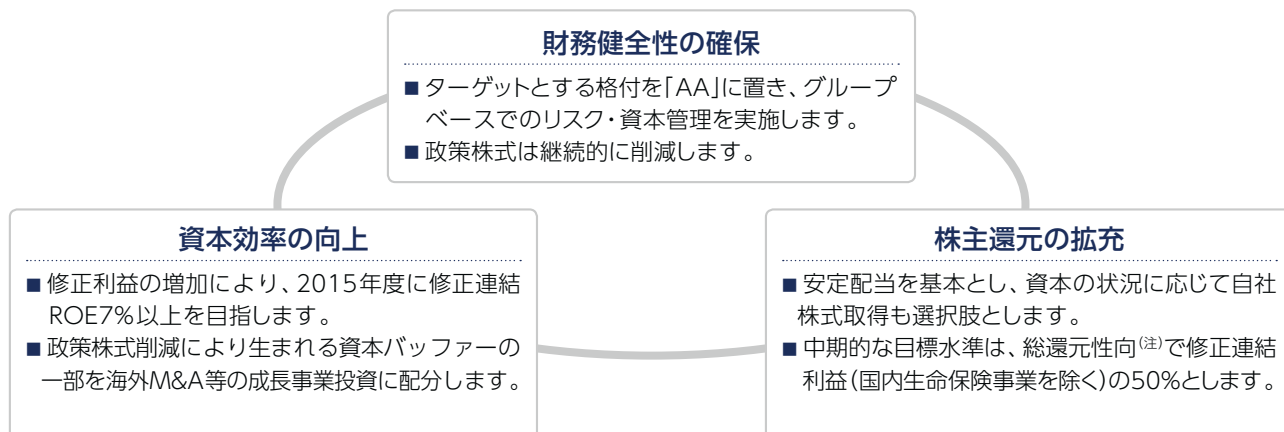 財務健全性の確保
■ターゲットとする格付を「AA」に置き、グループ
ベースでのリスク・資本管理を実施します。
■政策株式は継続的に削減します。
資本効率の向上
■修正利益の増加により、2015年度に修正連結
ROE7%以上を目指します。
■政策株式削減により生まれる資本バッファーの
一部を海外M&A等の成長事業投資に配分します。
株主還元の拡充
■安定配当を基本とし、資本の状況に応じて自社
株式取得も選択肢とします。
■中期的な目標水準は、総還元性向(注)で修正連結
利益(国内生命保険事業を除く)の50%とします。